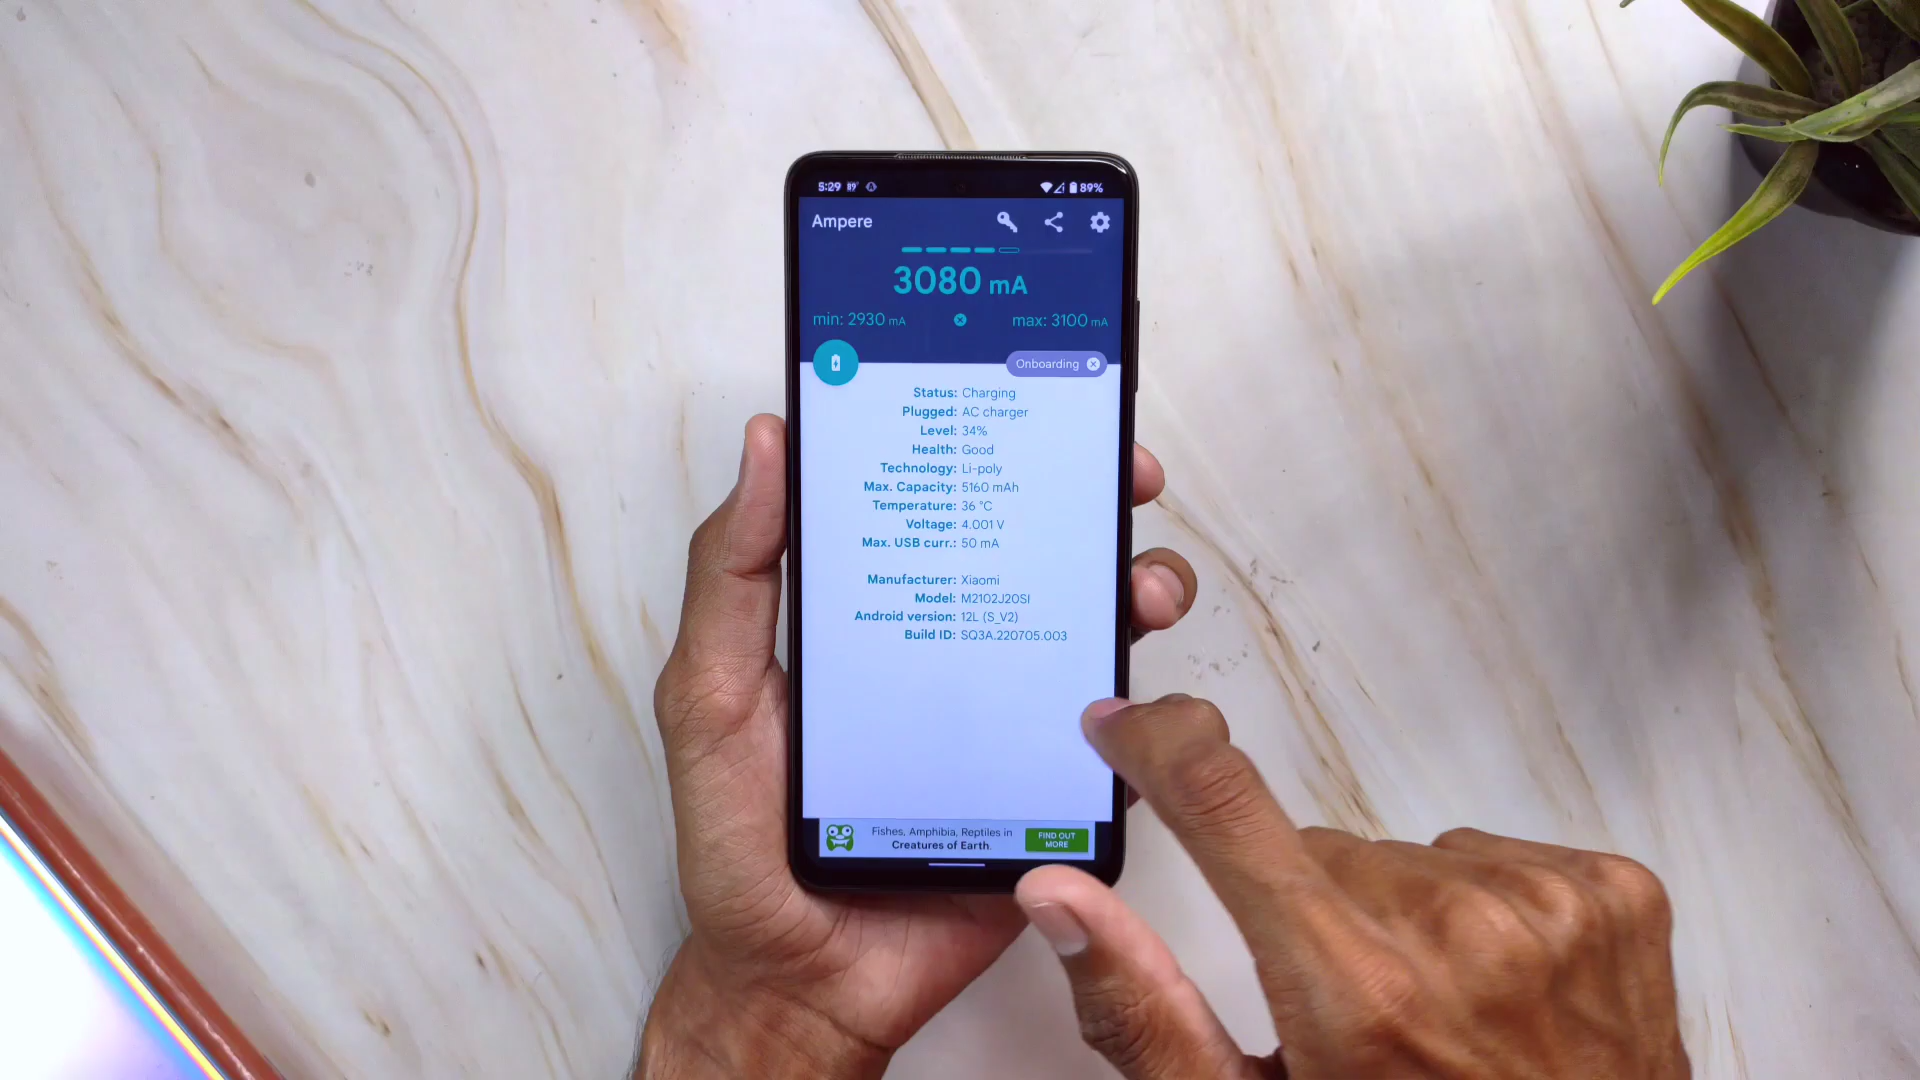 5:29
89%
Ampere
3080 mA
min: 2930 mA
max: 3100 mA
Onboarding
Status: Charging
Plugged: AC charger
Level: 34%
Health: Good
Technology: Li-poly
Max. Capacity: 5160 mAh
Temperature: 36 °C
Voltage: 4.001 V
Max. USB curr.: 50 mA
Manufacturer: Xiaomi
Model: M2102J20SI
Android version: 12L (S_V2)
Build ID: SQ3A.220705.003
Fishes, Amphibia, Reptiles in
Creatures of Earth.
FIND OUT
MORE